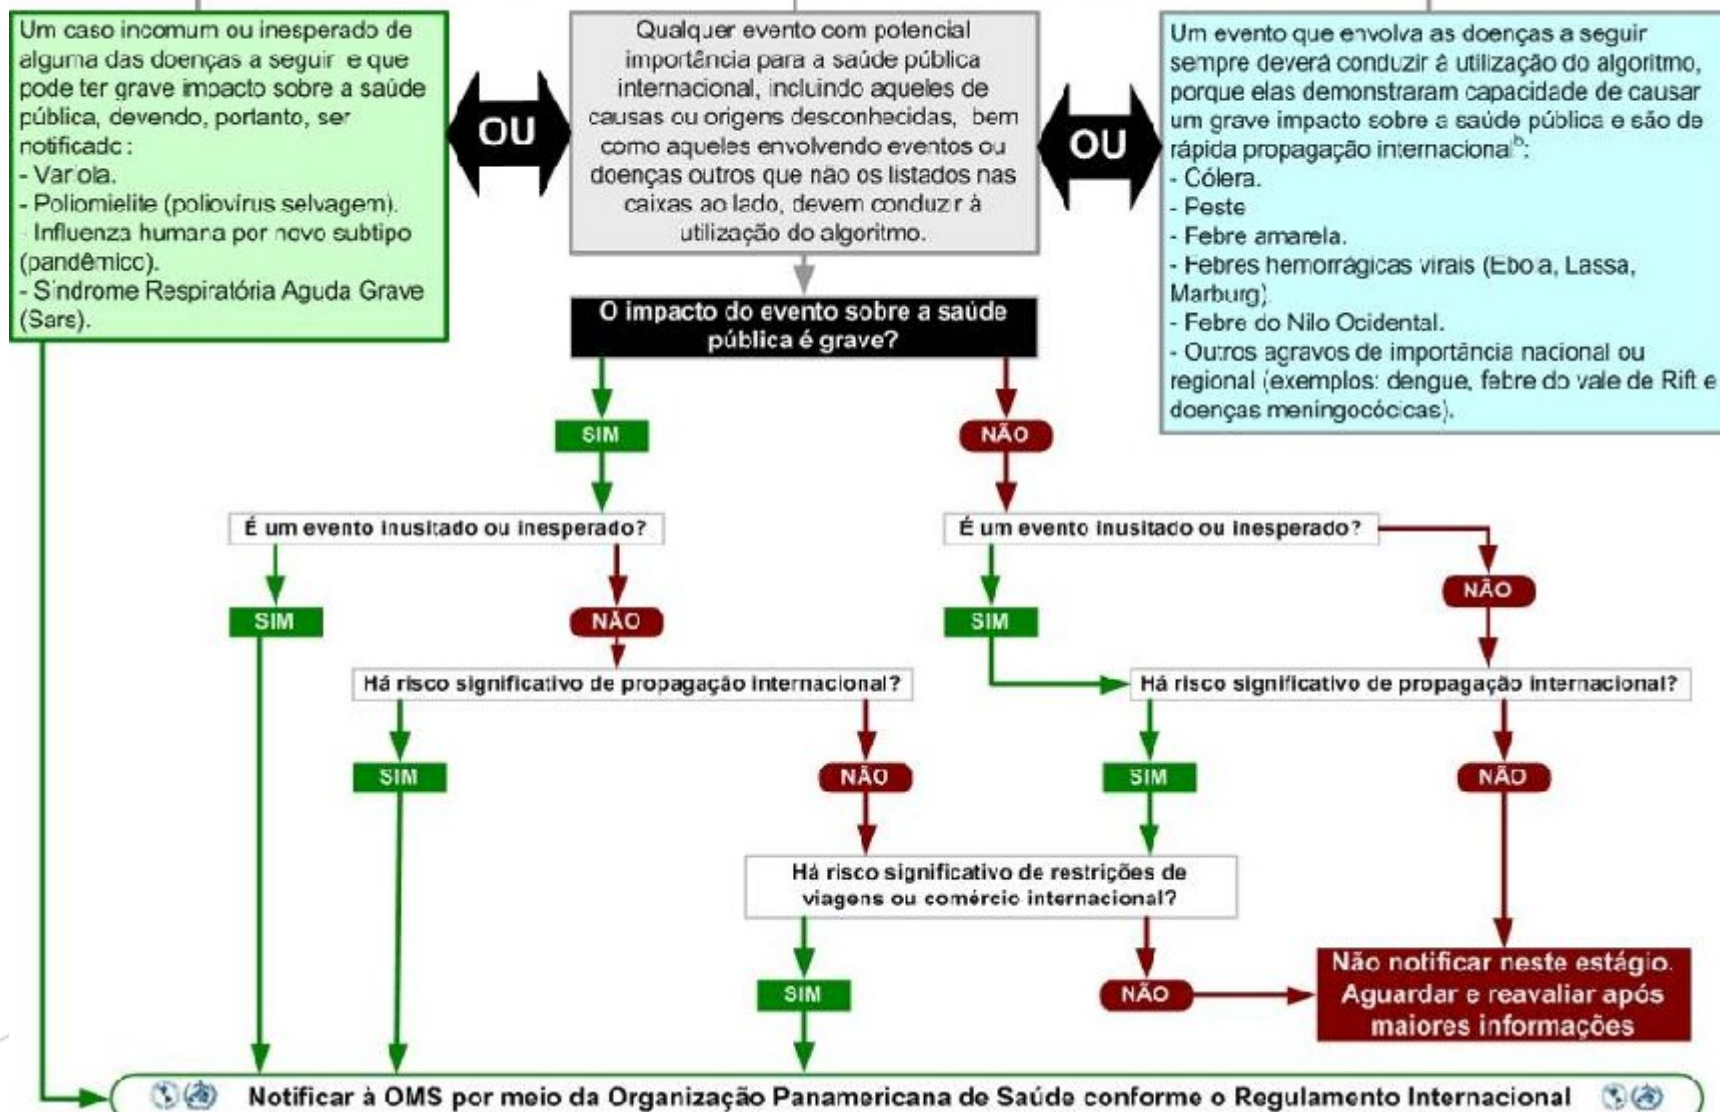 Um caso incomum ou inesperado de
alguma das doenças a seguir e que
pode ter grave impacto sobre a saúde
pública, devendo, portanto, ser
notificado:
- Varíola.
- Poliomielite (poliovírus selvagem).
- Influenza humana por novo subtipo
(pandêmico).
- Síndrome Respiratória Aguda Grave
(Sars).
OU
Qualquer evento com potencial
importância para a saúde pública
internacional, incluindo aqueles de
causas ou origens desconhecidas, bem
como aqueles envolvendo eventos ou
doenças outros que não os listados nas
caixas ao lado, devem conduzir à
utilização do algoritmo.
OU
Um evento que envolva as doenças a seguir
sempre deverá conduzir à utilização do algoritmo,
porque elas demonstraram capacidade de causar
um grave impacto sobre a saúde pública e são de
rápida propagação internacionalᵇ:
- Cólera.
- Peste
- Febre amarela.
- Febres hemorrágicas virais (Ebola, Lassa,
Marburg).
- Febre do Nilo Ocidental.
- Outros agravos de importância nacional ou
regional (exemplos: dengue, febre do vale de Rift e
doenças meningocócicas).
O impacto do evento sobre a saúde
pública é grave?
SIM
NÃO
É um evento inusitado ou inesperado?
É um evento inusitado ou inesperado?
SIM
NÃO
SIM
NÃO
Há risco significativo de propagação internacional?
Há risco significativo de propagação internacional?
SIM
NÃO
SIM
NÃO
Há risco significativo de restrições de
viagens ou comércio internacional?
SIM
NÃO
Não notificar neste estágio.
Aguardar e reavaliar após
maiores informações
Notificar à OMS por meio da Organização Panamericana de Saúde conforme o Regulamento Internacional